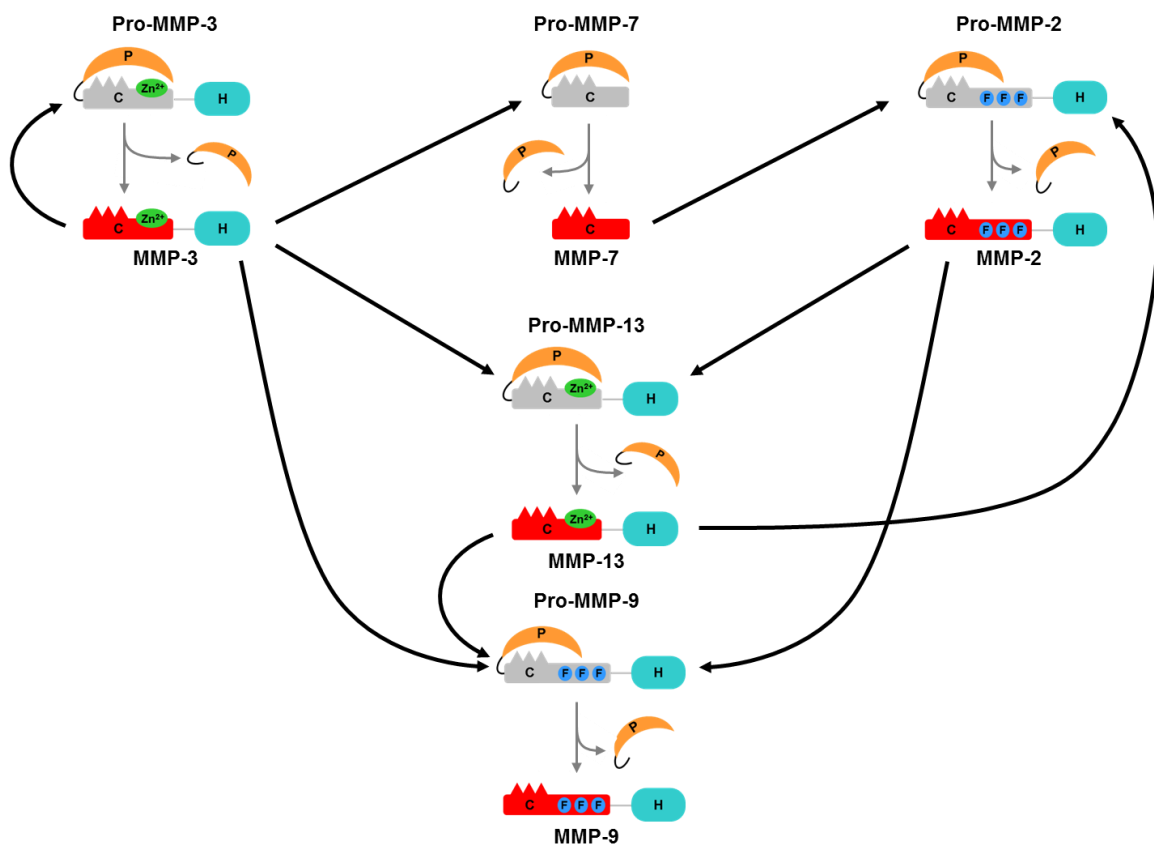 Pro-MMP-3
P
C
Zn2+
H
P
C
Zn2+
H
MMP-3
Pro-MMP-7
P
C
P
C
MMP-7
Pro-MMP-2
P
C
F F F
H
P
C
F F F
H
MMP-2
Pro-MMP-13
P
C
Zn2+
H
P
C
Zn2+
H
MMP-13
Pro-MMP-9
P
C
F F F
H
P
C
F F F
H
MMP-9